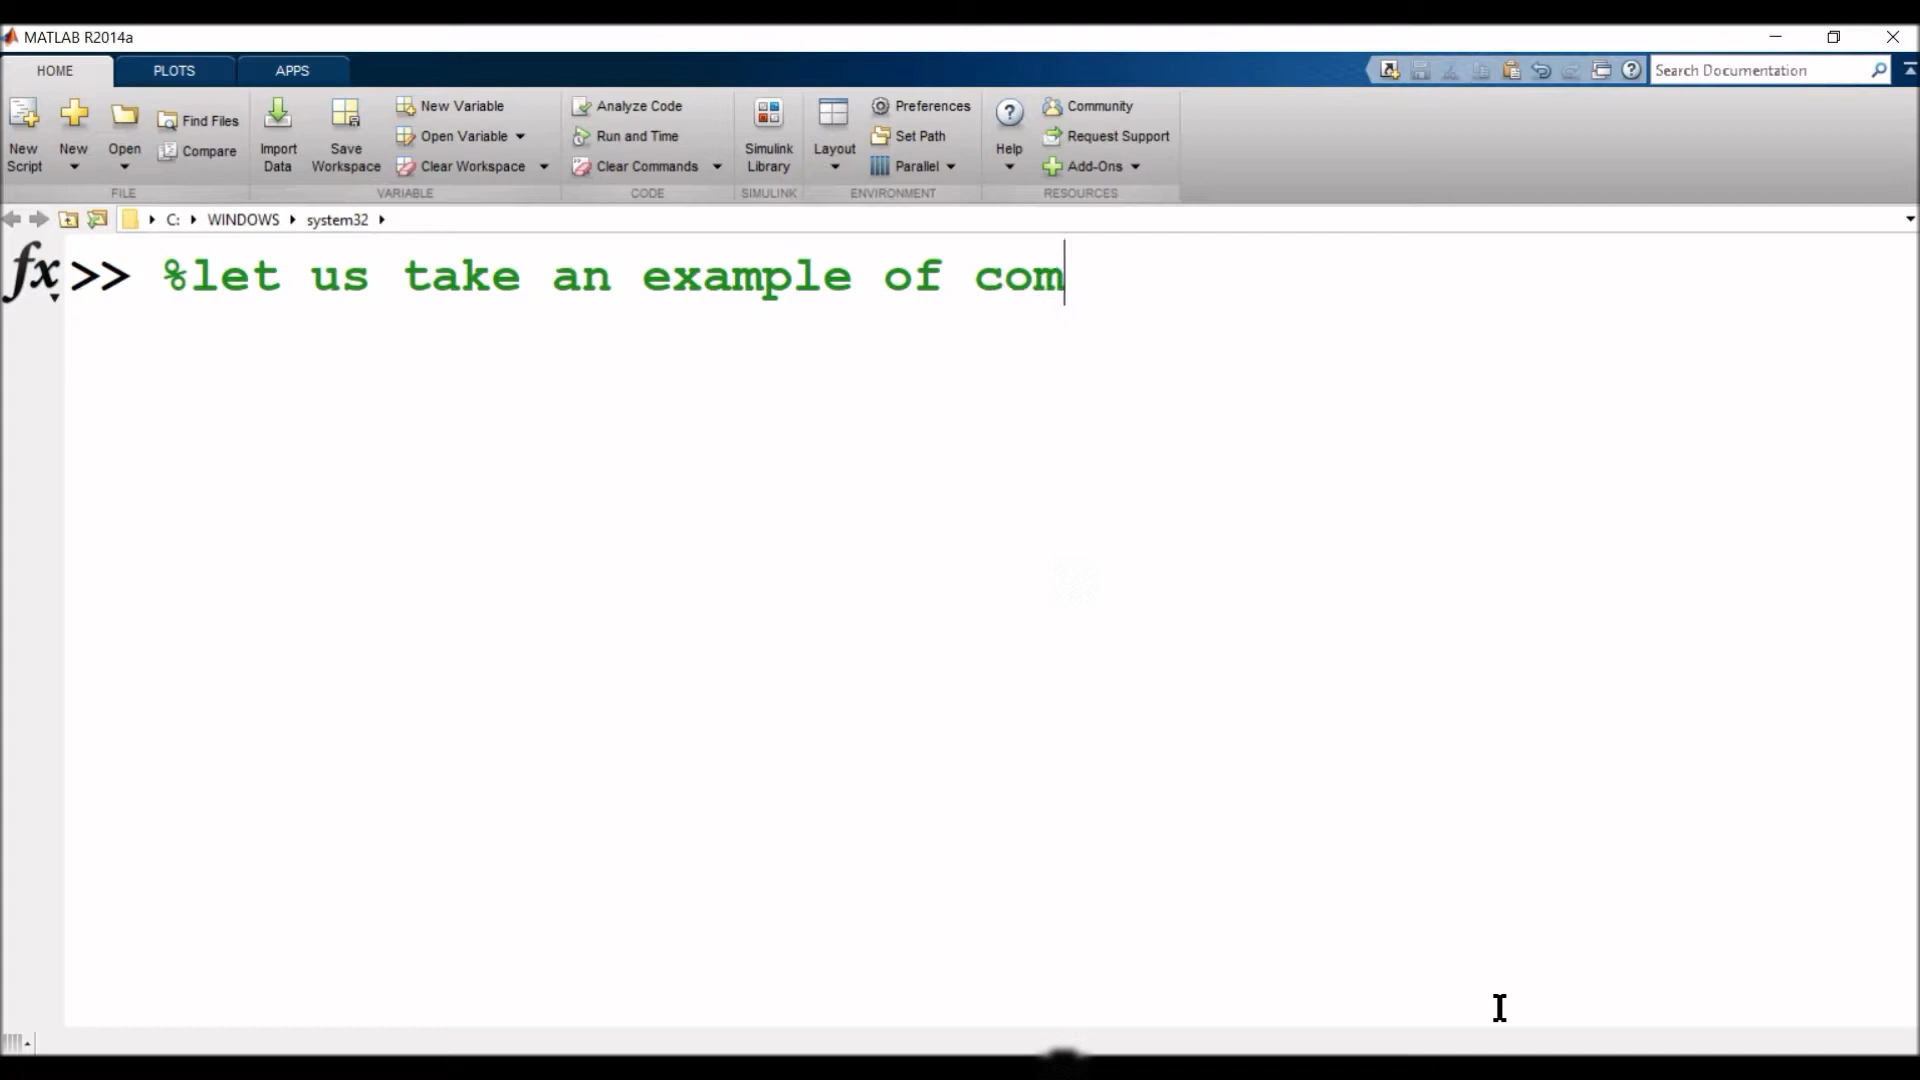 MATLAB R2014a
HOME PLOTS APPS Search Documentation
New Script New Open Find Files Compare Import Data Save Workspace New Variable Open Variable Clear Workspace Analyze Code Run and Time Clear Commands Simulink Library Layout Preferences Set Path Parallel Help Community Request Support Add-Ons
FILE VARIABLE CODE SIMULINK ENVIRONMENT RESOURCES
C: WINDOWS system32
fx >> %let us take an example of com